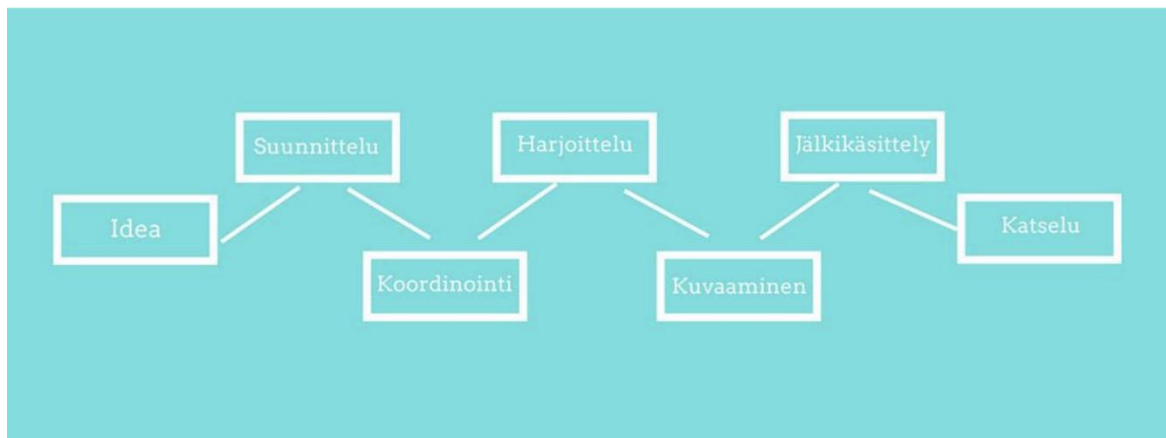 Idea
Suunnittelu
Koordinointi
Harjoittelu
Kuvaaminen
Jälkikäsittely
Katselu